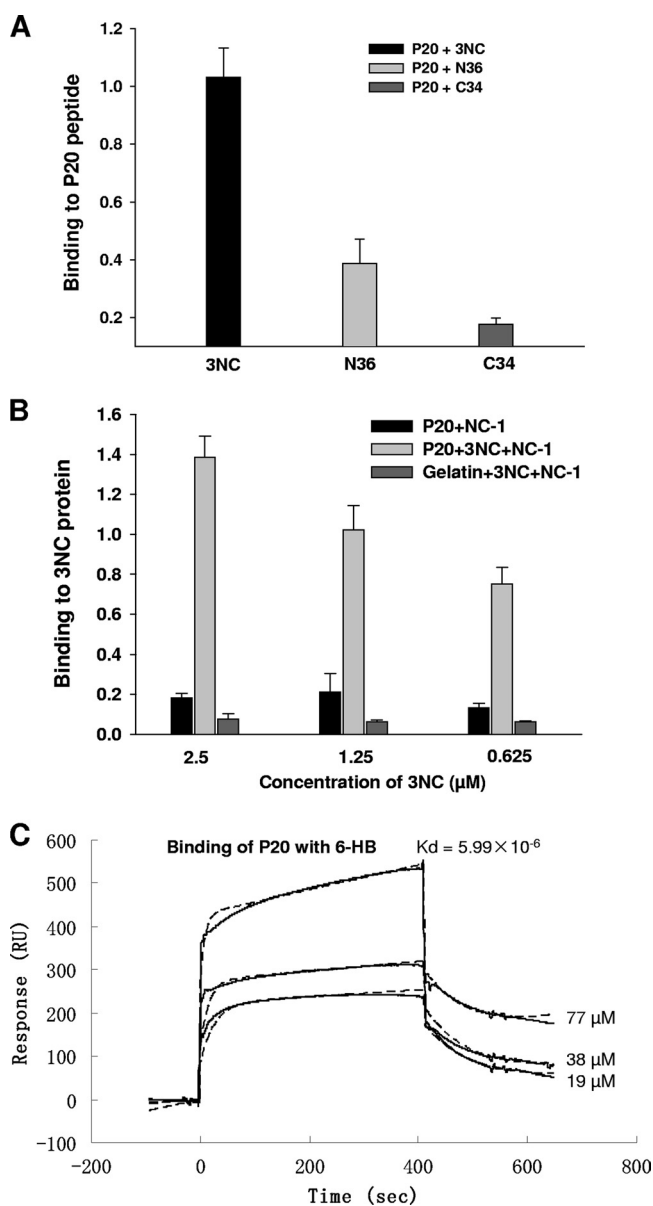 A
Binding to P20 peptide
1.2
1.0
0.8
0.6
0.4
0.2
P20 + 3NC
P20 + N36
P20 + C34
3NC N36 C34
B
Binding to 3NC protein
1.6
1.4
1.2
1.0
0.8
0.6
0.4
0.2
0.0
P20+NC-1
P20+3NC+NC-1
Gelatin+3NC+NC-1
2.5 1.25 0.625
Concentration of 3NC (µM)
C
Binding of P20 with 6-HB Kd = 5.99×10⁻⁶
Response (RU)
600
500
400
300
200
100
0
−100
77 µM
38 µM
19 µM
−200 0 200 400 600 800
Time (sec)